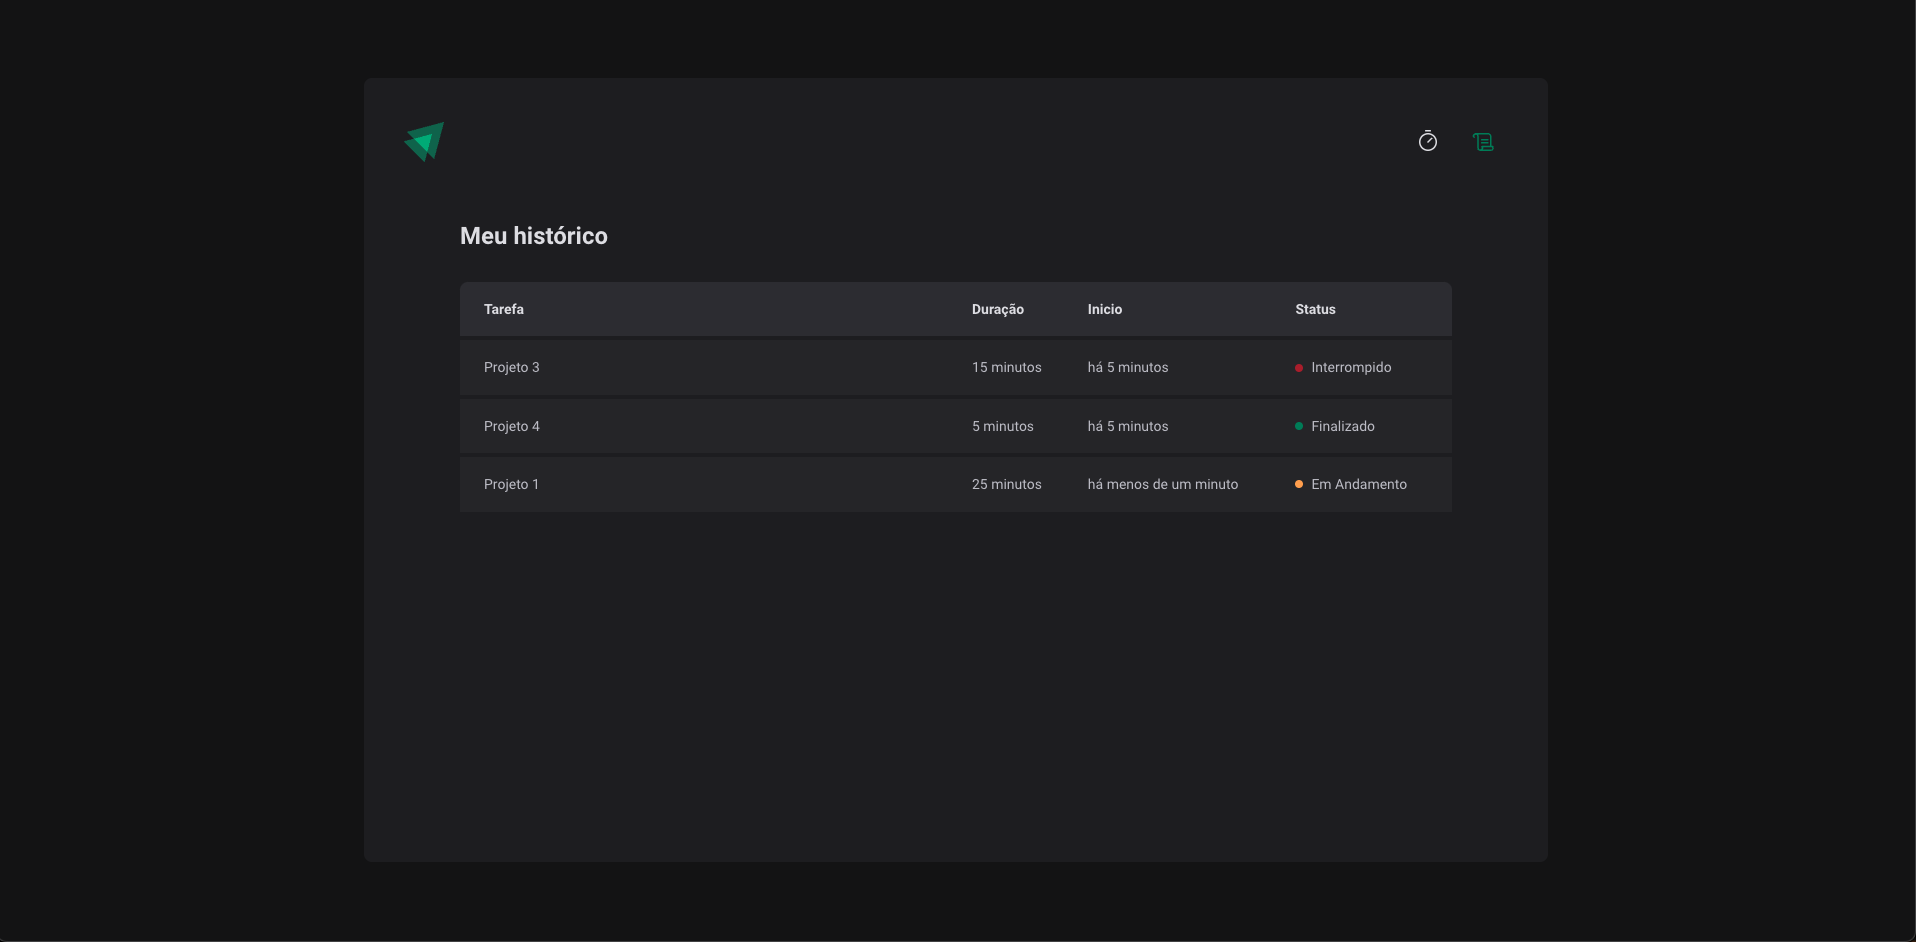 Meu histórico
Tarefa Duração Inicio Status
Projeto 3 15 minutos há 5 minutos Interrompido
Projeto 4 5 minutos há 5 minutos Finalizado
Projeto 1 25 minutos há menos de um minuto Em Andamento